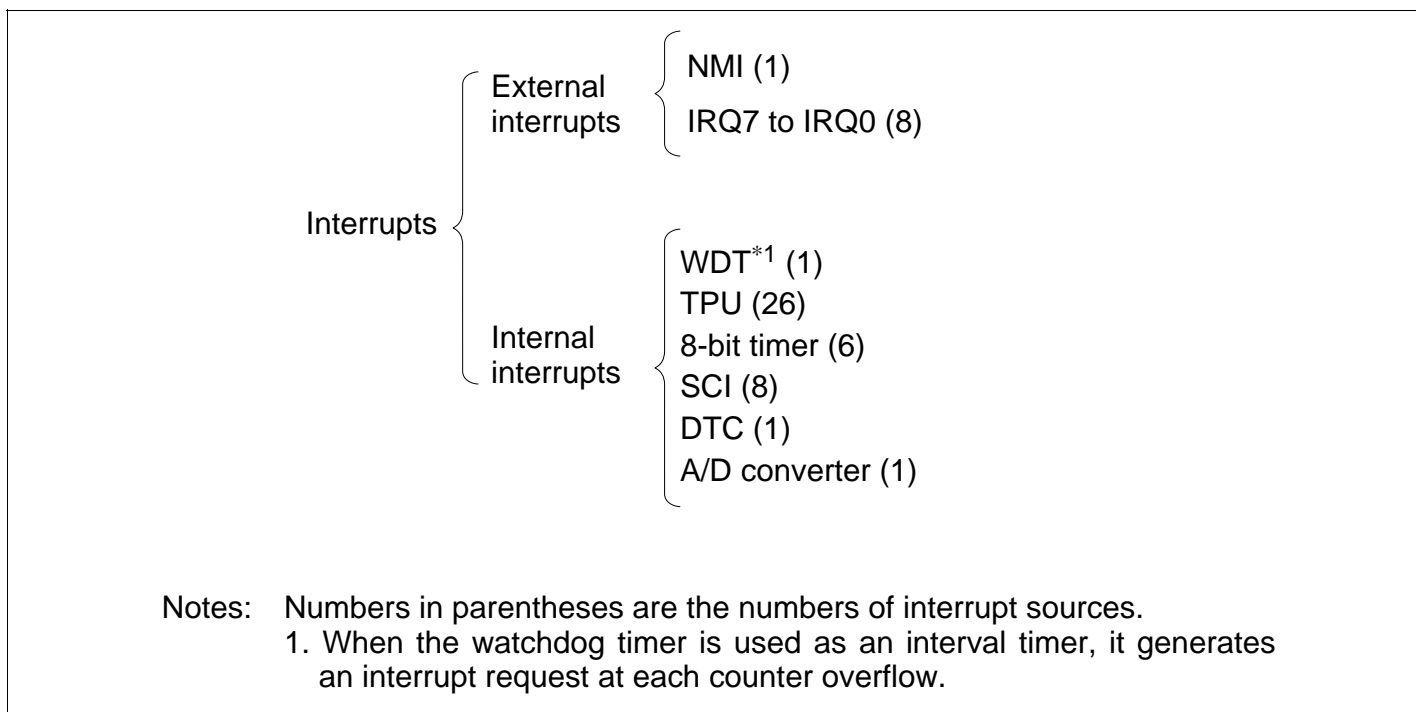 Interrupts
External
interrupts
NMI (1)
IRQ7 to IRQ0 (8)
Internal
interrupts
WDT*1 (1)
TPU (26)
8-bit timer (6)
SCI (8)
DTC (1)
A/D converter (1)
Notes: Numbers in parentheses are the numbers of interrupt sources.
1. When the watchdog timer is used as an interval timer, it generates
an interrupt request at each counter overflow.